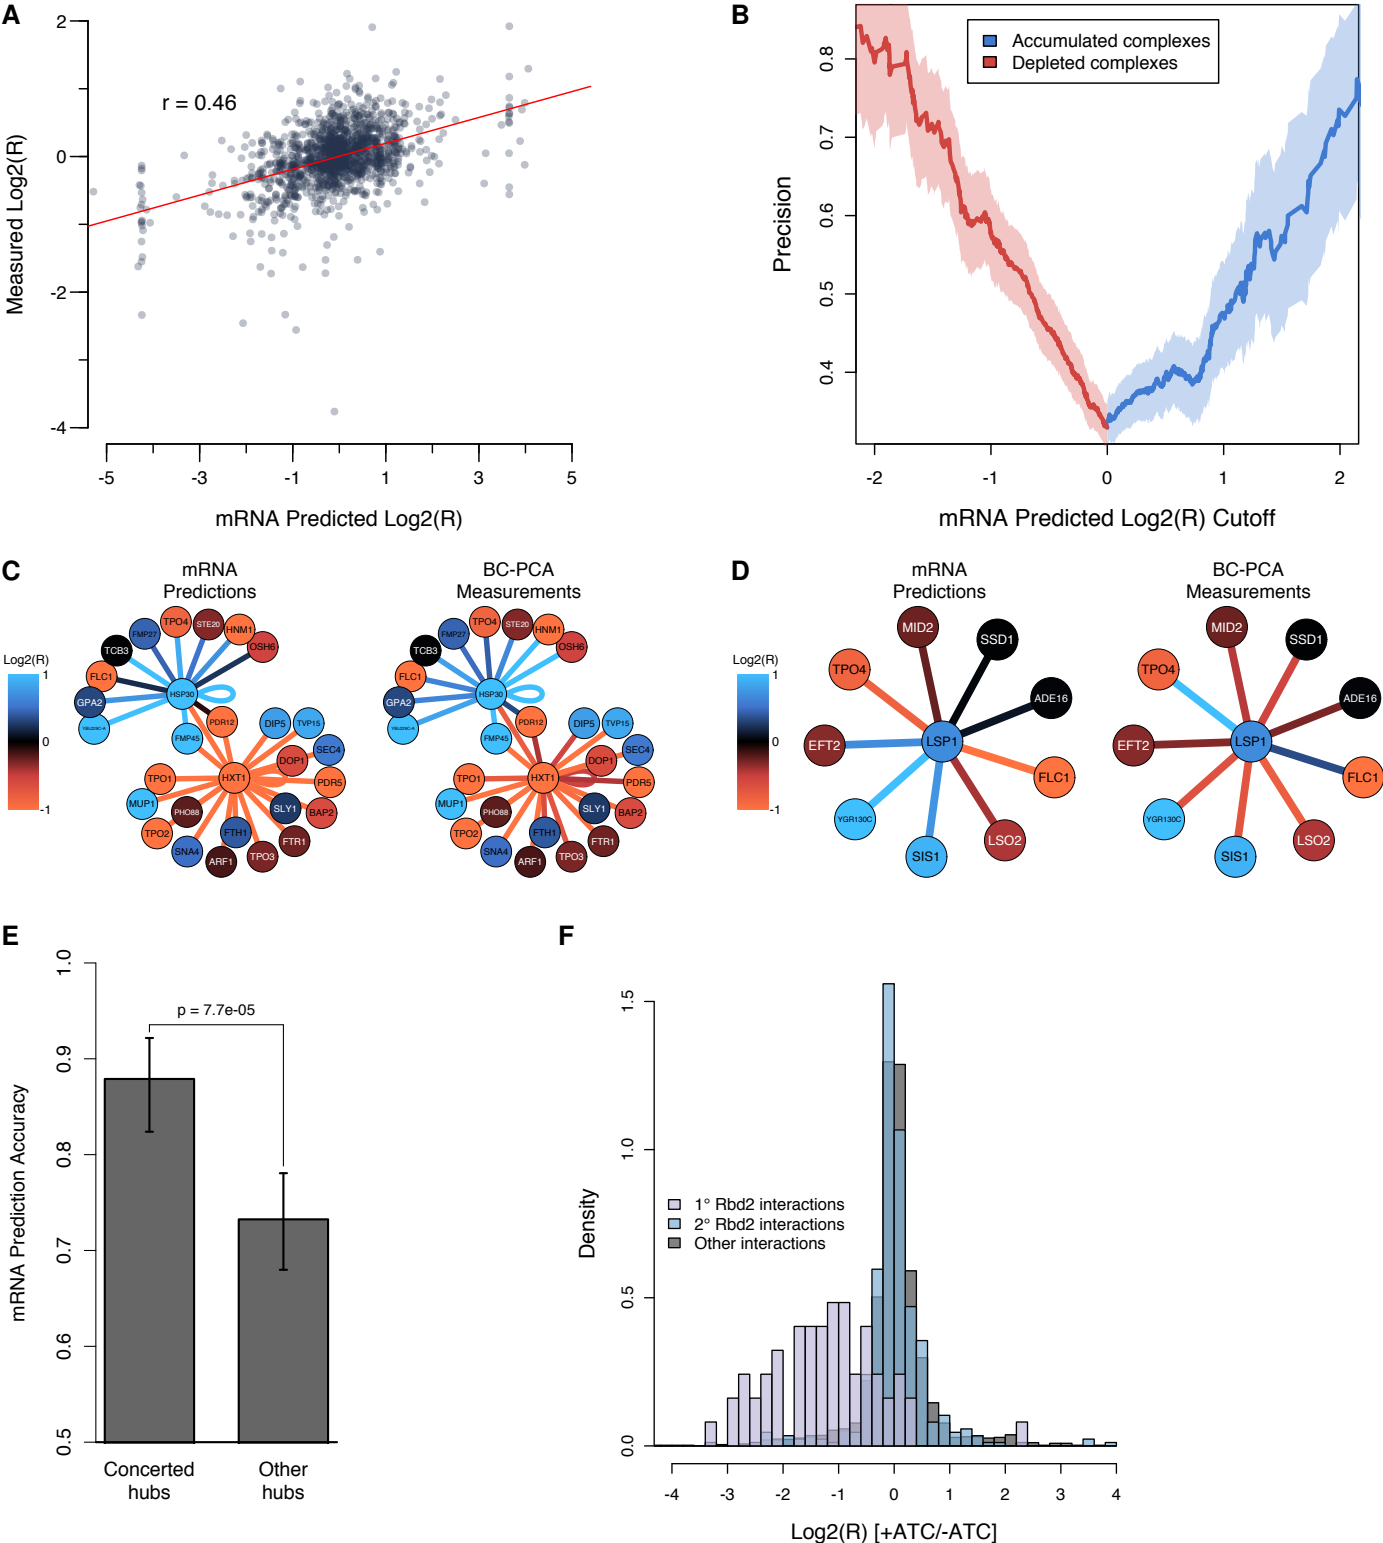 A
2
0
-2
-4
Measured Log2(R)
r = 0.46
-5
-3
-1
1
3
5
mRNA Predicted Log2(R)
B
0.8
0.7
0.6
0.5
0.4
Precision
Accumulated complexes
Depleted complexes
-2
-1
0
1
2
mRNA Predicted Log2(R) Cutoff
C
mRNA
Predictions
BC-PCA
Measurements
Log2(R)
1
0
-1
TPO4
STE20
FMP27
HNM1
TCB3
OSH6
FLC1
HSP30
GPA2
PDR12
FMP45
DIP5
TVP15
SEC4
DOP1
TPO1
HXT1
PDR5
MUP1
PHO88
SLY1
BAP2
TPO2
FTH1
FTR1
SNA4
ARF1
TPO3
TPO4
STE20
FMP27
HNM1
TCB3
OSH6
FLC1
HSP30
GPA2
PDR12
FMP45
DIP5
TVP15
SEC4
DOP1
TPO1
HXT1
PDR5
MUP1
PHO88
SLY1
BAP2
TPO2
FTH1
FTR1
SNA4
ARF1
TPO3
D
mRNA
Predictions
BC-PCA
Measurements
Log2(R)
1
0
-1
MID2
SSD1
TPO4
ADE16
EFT2
LSP1
FLC1
YGR130C
LSO2
SIS1
MID2
SSD1
TPO4
ADE16
EFT2
LSP1
FLC1
YGR130C
LSO2
SIS1
E
1.0
0.9
0.8
0.7
0.6
0.5
mRNA Prediction Accuracy
p = 7.7e-05
Concerted
hubs
Other
hubs
F
1.5
1.0
0.5
0.0
Density
1° Rbd2 interactions
2° Rbd2 interactions
Other interactions
-4
-3
-2
-1
0
1
2
3
4
Log2(R) [+ATC/-ATC]